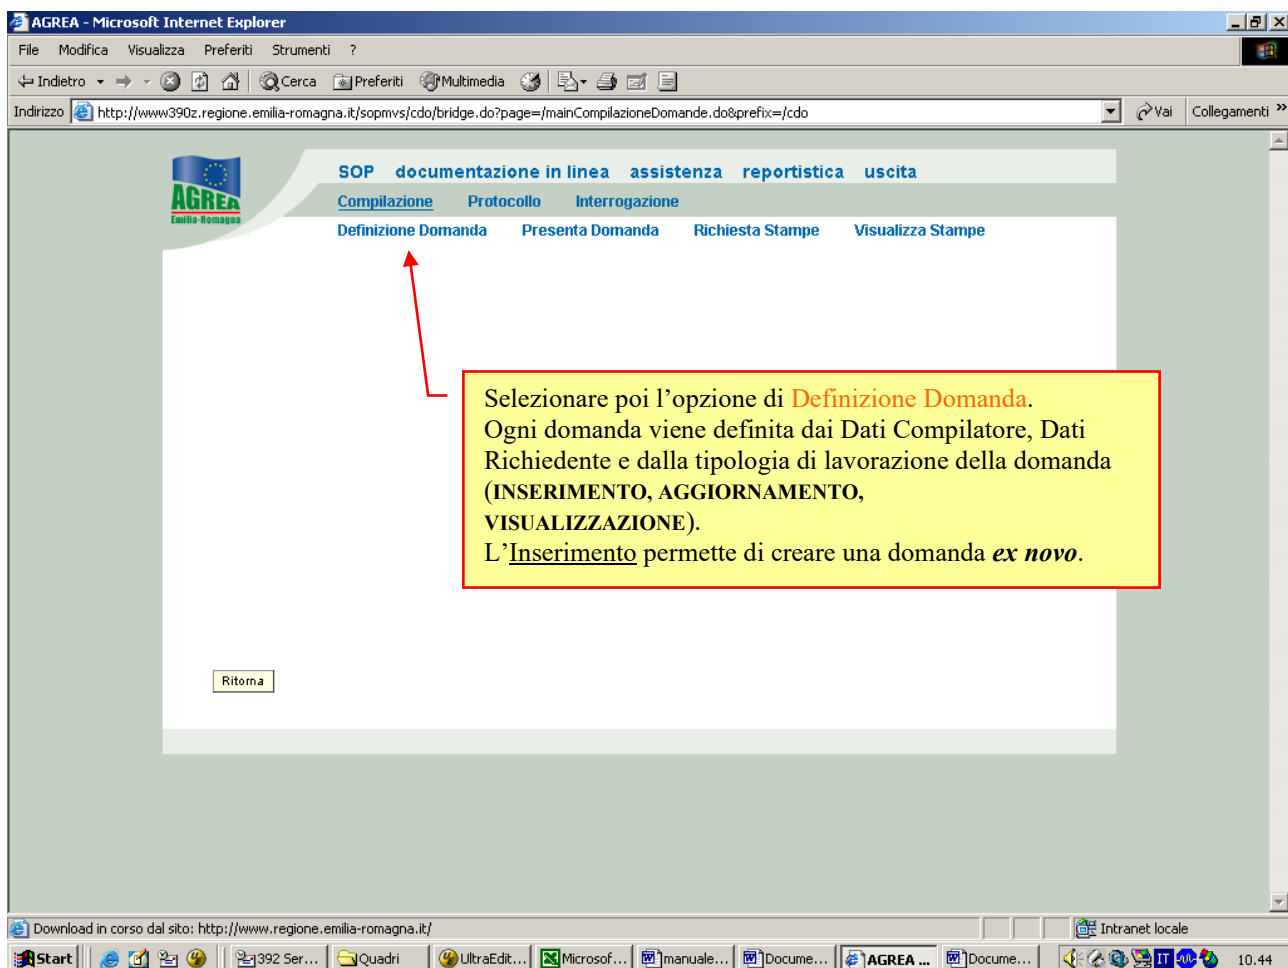 AGREA - Microsoft Internet Explorer
File Modifica Visualizza Preferiti Strumenti ?
Indietro Cerca Preferiti Multimedia
Indirizzo http://www390z.regione.emilia-romagna.it/sopmvs/cdo/bridge.do?page=/mainCompilazioneDomande.do&prefix=/cdo Vai Collegamenti »
AGREA
Emilia-Romagna
SOP documentazione in linea assistenza reportistica uscita
Compilazione Protocollo Interrogazione
Definizione Domanda Presenta Domanda Richiesta Stampe Visualizza Stampe
Selezionare poi l’opzione di Definizione Domanda.
Ogni domanda viene definita dai Dati Compilatore, Dati
Richiedente e dalla tipologia di lavorazione della domanda
(INSERIMENTO, AGGIORNAMENTO,
VISUALIZZAZIONE).
L’Inserimento permette di creare una domanda ex novo.
Ritorna
Download in corso dal sito: http://www.regione.emilia-romagna.it/ Intranet locale
Start 392 Ser... Quadri UltraEdit... Microsof... manuale... Docume... AGREA ... Docume... IT 10.44